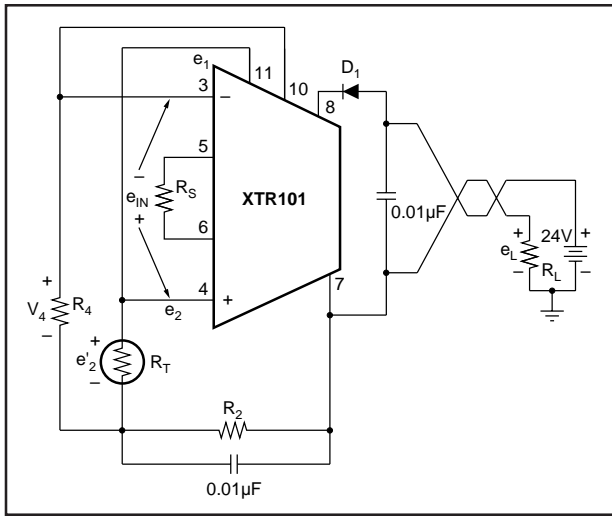 e1
11
10
D1
3
−
8
5
−
eIN
RS
XTR101
+
6
0.01µF
+
24V
+
eL
−
RL
−
4
+
7
e2
+
V4
R4
−
+
e'2
RT
−
R2
0.01µF